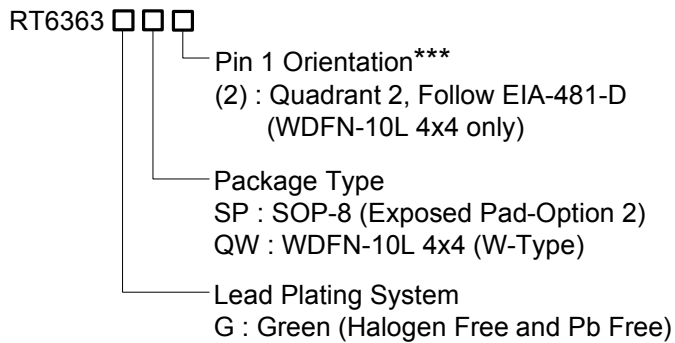 RT6363 □□□
Pin 1 Orientation***
(2) : Quadrant 2, Follow EIA-481-D
(WDFN-10L 4x4 only)
Package Type
SP : SOP-8 (Exposed Pad-Option 2)
QW : WDFN-10L 4x4 (W-Type)
Lead Plating System
G : Green (Halogen Free and Pb Free)